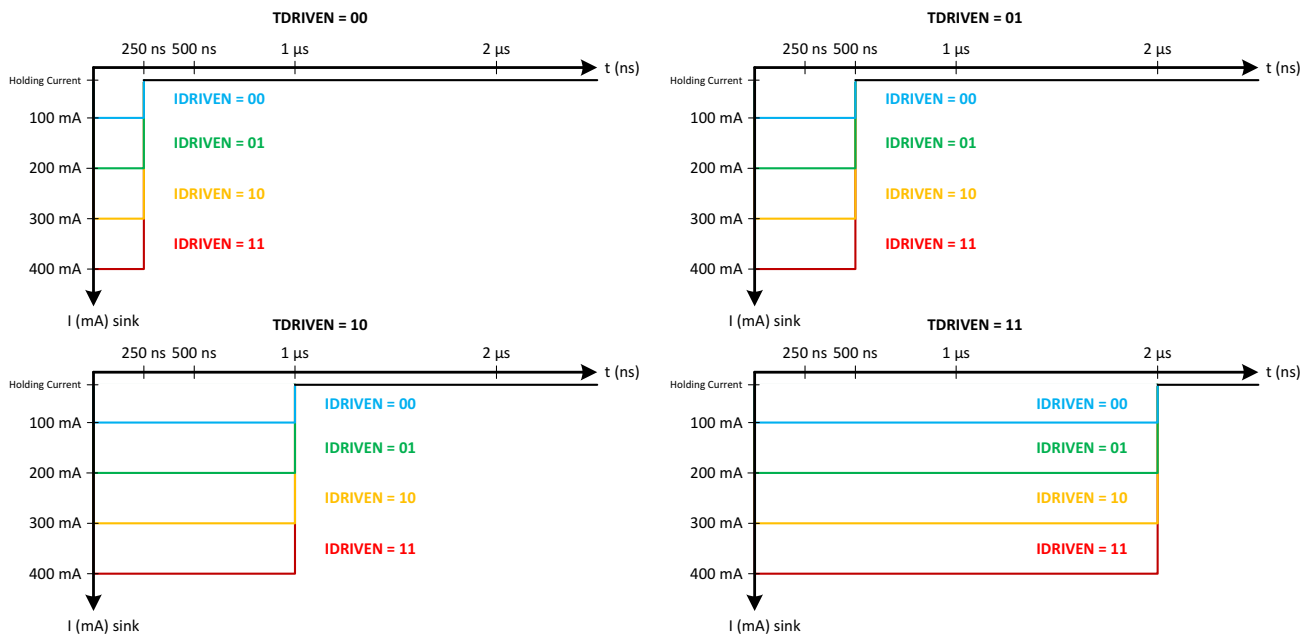 TDRIVEN = 00
250 ns 500 ns 1 µs 2 µs
t (ns)
Holding Current
IDRIVEN = 00
100 mA
IDRIVEN = 01
200 mA
IDRIVEN = 10
300 mA
IDRIVEN = 11
400 mA
I (mA) sink
TDRIVEN = 01
250 ns 500 ns 1 µs 2 µs
t (ns)
Holding Current
IDRIVEN = 00
100 mA
IDRIVEN = 01
200 mA
IDRIVEN = 10
300 mA
IDRIVEN = 11
400 mA
I (mA) sink
TDRIVEN = 10
250 ns 500 ns 1 µs 2 µs
t (ns)
Holding Current
IDRIVEN = 00
100 mA
IDRIVEN = 01
200 mA
IDRIVEN = 10
300 mA
IDRIVEN = 11
400 mA
I (mA) sink
TDRIVEN = 11
250 ns 500 ns 1 µs 2 µs
t (ns)
Holding Current
IDRIVEN = 00
100 mA
IDRIVEN = 01
200 mA
IDRIVEN = 10
300 mA
IDRIVEN = 11
400 mA
I (mA) sink